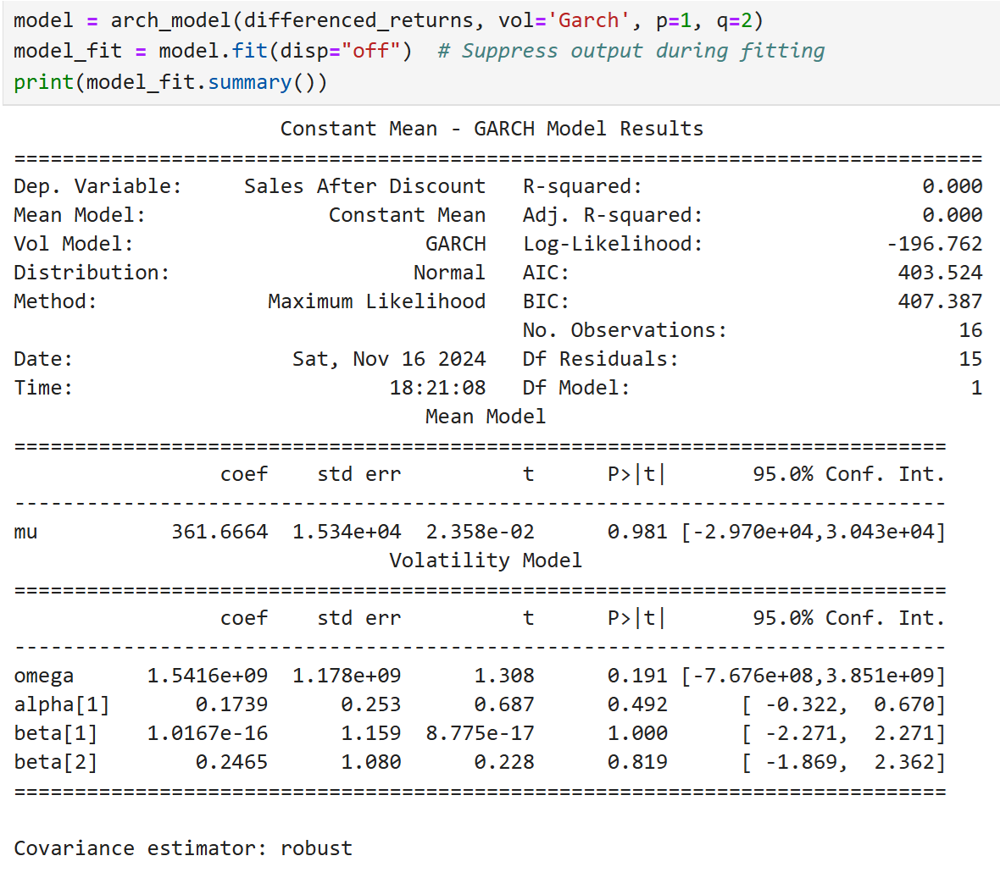 model = arch_model(differenced_returns, vol='Garch', p=1, q=2)
model_fit = model.fit(disp="off")  # Suppress output during fitting
print(model_fit.summary())
                      Constant Mean - GARCH Model Results
================================================================================
Dep. Variable:     Sales After Discount   R-squared:                       0.000
Mean Model:               Constant Mean   Adj. R-squared:                  0.000
Vol Model:                        GARCH   Log-Likelihood:               -196.762
Distribution:                    Normal   AIC:                           403.524
Method:              Maximum Likelihood   BIC:                           407.387
                                          No. Observations:                   16
Date:                  Sat, Nov 16 2024   Df Residuals:                       15
Time:                          18:21:08   Df Model:                            1
                                  Mean Model
=============================================================================
                 coef    std err          t      P>|t|       95.0% Conf. Int.
-----------------------------------------------------------------------------
mu           361.6664  1.534e+04  2.358e-02      0.981 [-2.970e+04,3.043e+04]
                               Volatility Model
=============================================================================
                 coef    std err          t      P>|t|       95.0% Conf. Int.
-----------------------------------------------------------------------------
omega      1.5416e+09  1.178e+09      1.308      0.191 [-7.676e+08,3.851e+09]
alpha[1]       0.1739      0.253      0.687      0.492      [ -0.322,  0.670]
beta[1]    1.0167e-16      1.159  8.775e-17      1.000      [ -2.271,  2.271]
beta[2]        0.2465      1.080      0.228      0.819      [ -1.869,  2.362]
=============================================================================
Covariance estimator: robust